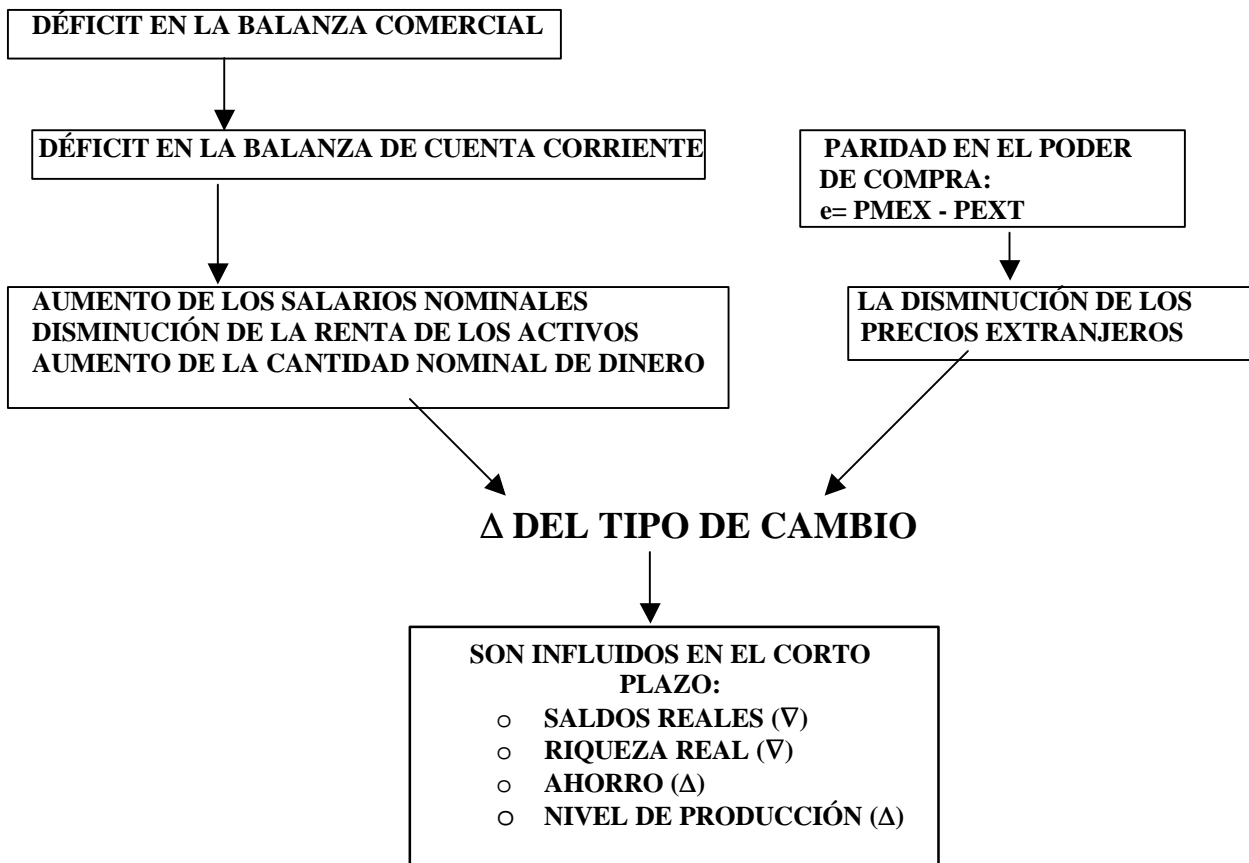 DÉFICIT EN LA BALANZA COMERCIAL
DÉFICIT EN LA BALANZA DE CUENTA CORRIENTE
PARIDAD EN EL PODER
DE COMPRA:
e= PMEX - PEXT
AUMENTO DE LOS SALARIOS NOMINALES
DISMINUCIÓN DE LA RENTA DE LOS ACTIVOS
AUMENTO DE LA CANTIDAD NOMINAL DE DINERO
LA DISMINUCIÓN DE LOS
PRECIOS EXTRANJEROS
Δ DEL TIPO DE CAMBIO
SON INFLUIDOS EN EL CORTO
PLAZO:
o SALDOS REALES (∇)
o RIQUEZA REAL (∇)
o AHORRO (Δ)
o NIVEL DE PRODUCCIÓN (Δ)